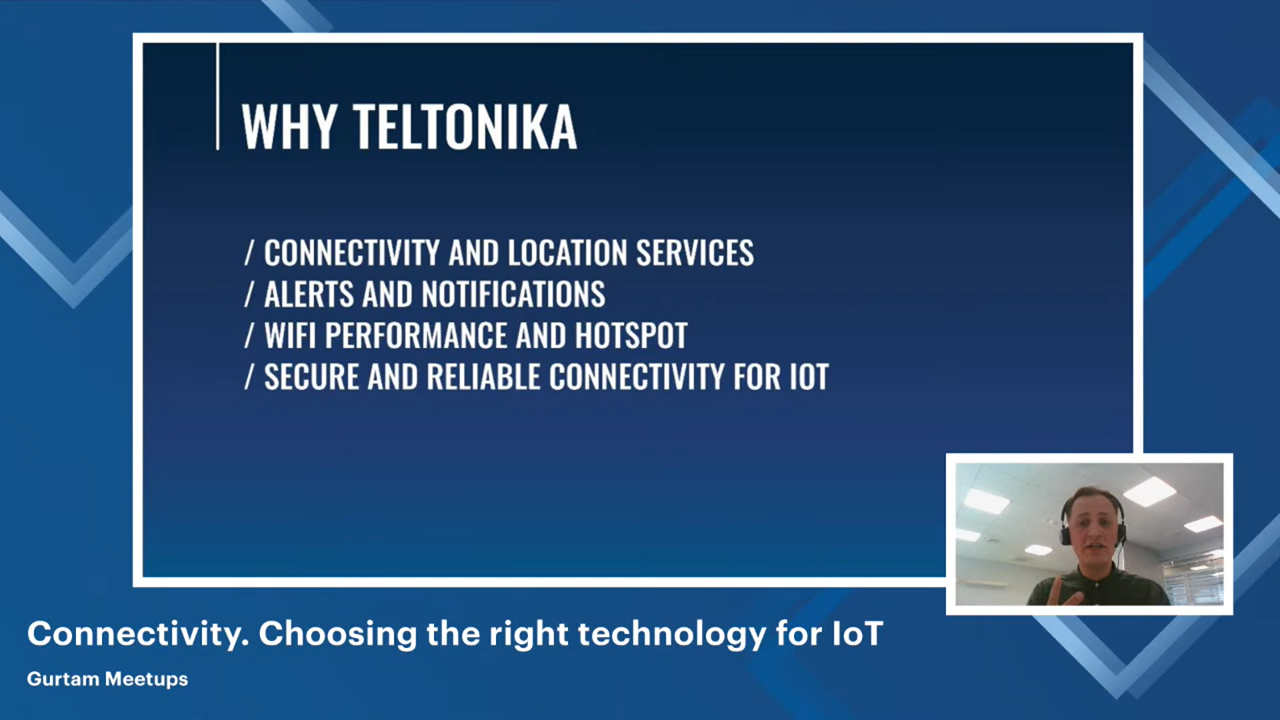 WHY TELTONIKA
/ CONNECTIVITY AND LOCATION SERVICES
/ ALERTS AND NOTIFICATIONS
/ WIFI PERFORMANCE AND HOTSPOT
/ SECURE AND RELIABLE CONNECTIVITY FOR IOT
Connectivity. Choosing the right technology for IoT
Gurtam Meetups